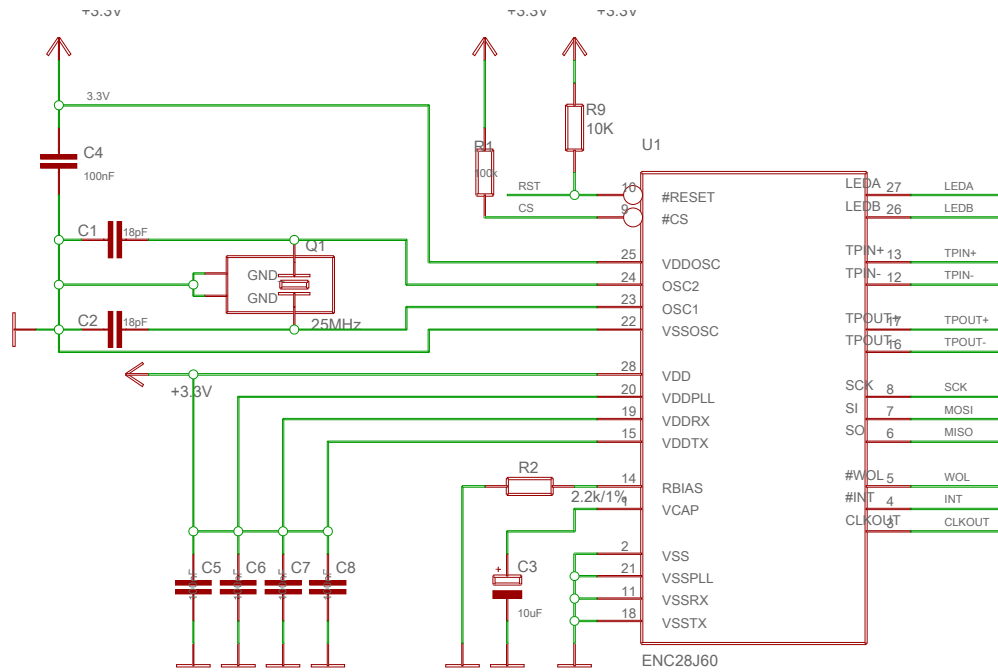 +3.3V
+3.3V
+3.3V
3.3V
C4
100nF
R1
100k
R9
10K
U1
RST
CS
10
9
#RESET
#CS
C1
18pF
Q1
GND
GND
25MHz
C2
18pF
25
VDDOSC
24
OSC2
23
OSC1
22
VSSOSC
+3.3V
28
VDD
20
VDDPLL
19
VDDRX
15
VDDTX
R2
2.2k/1%
14
RBIAS
1
VCAP
C3
+
10uF
2
VSS
21
VSSPLL
11
VSSRX
18
VSSTX
C5
C6
C7
C8
LEDA
27
LEDA
LEDB
26
LEDB
TPIN+
13
TPIN+
TPIN-
12
TPIN-
TPOUT+
17
TPOUT+
TPOUT-
16
TPOUT-
SCK
8
SCK
SI
7
MOSI
SO
6
MISO
#WOL
5
WOL
#INT
4
INT
CLKOUT
3
CLKOUT
ENC28J60